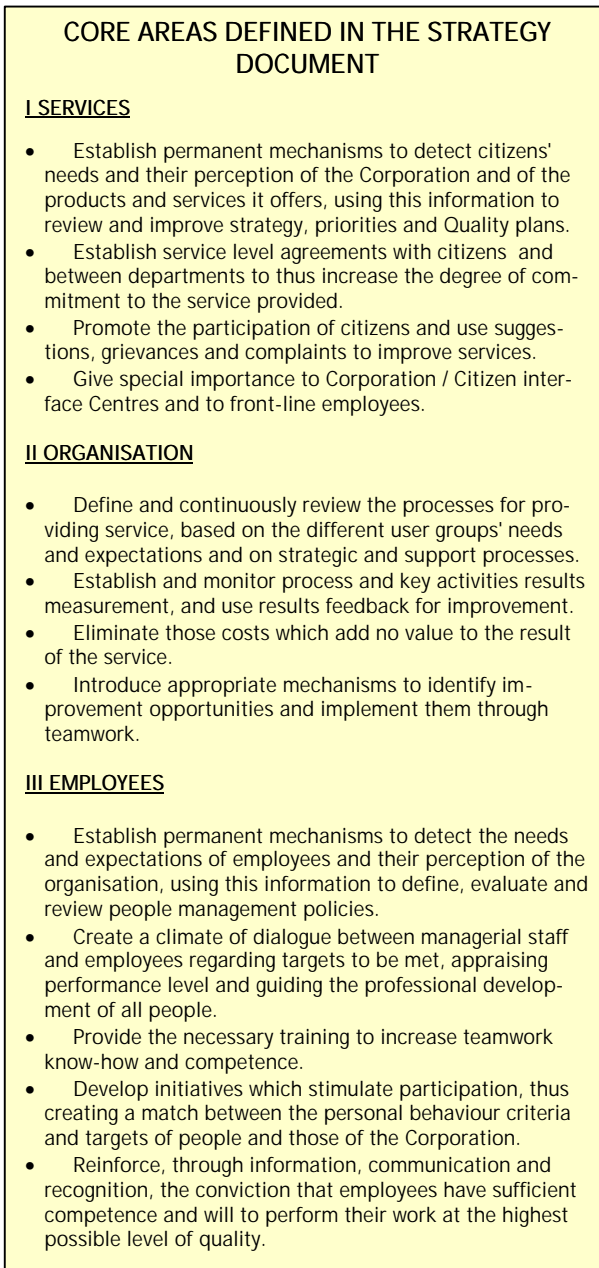 CORE AREAS DEFINED IN THE STRATEGY
DOCUMENT
I SERVICES
• Establish permanent mechanisms to detect citizens'
needs and their perception of the Corporation and of the
products and services it offers, using this information to
review and improve strategy, priorities and Quality plans.
• Establish service level agreements with citizens and
between departments to thus increase the degree of com-
mitment to the service provided.
• Promote the participation of citizens and use sugges-
tions, grievances and complaints to improve services.
• Give special importance to Corporation / Citizen inter-
face Centres and to front-line employees.
II ORGANISATION
• Define and continuously review the processes for pro-
viding service, based on the different user groups' needs
and expectations and on strategic and support processes.
• Establish and monitor process and key activities results
measurement, and use results feedback for improvement.
• Eliminate those costs which add no value to the result
of the service.
• Introduce appropriate mechanisms to identify im-
provement opportunities and implement them through
teamwork.
III EMPLOYEES
• Establish permanent mechanisms to detect the needs
and expectations of employees and their perception of the
organisation, using this information to define, evaluate and
review people management policies.
• Create a climate of dialogue between managerial staff
and employees regarding targets to be met, appraising
performance level and guiding the professional develop-
ment of all people.
• Provide the necessary training to increase teamwork
know-how and competence.
• Develop initiatives which stimulate participation, thus
creating a match between the personal behaviour criteria
and targets of people and those of the Corporation.
• Reinforce, through information, communication and
recognition, the conviction that employees have sufficient
competence and will to perform their work at the highest
possible level of quality.